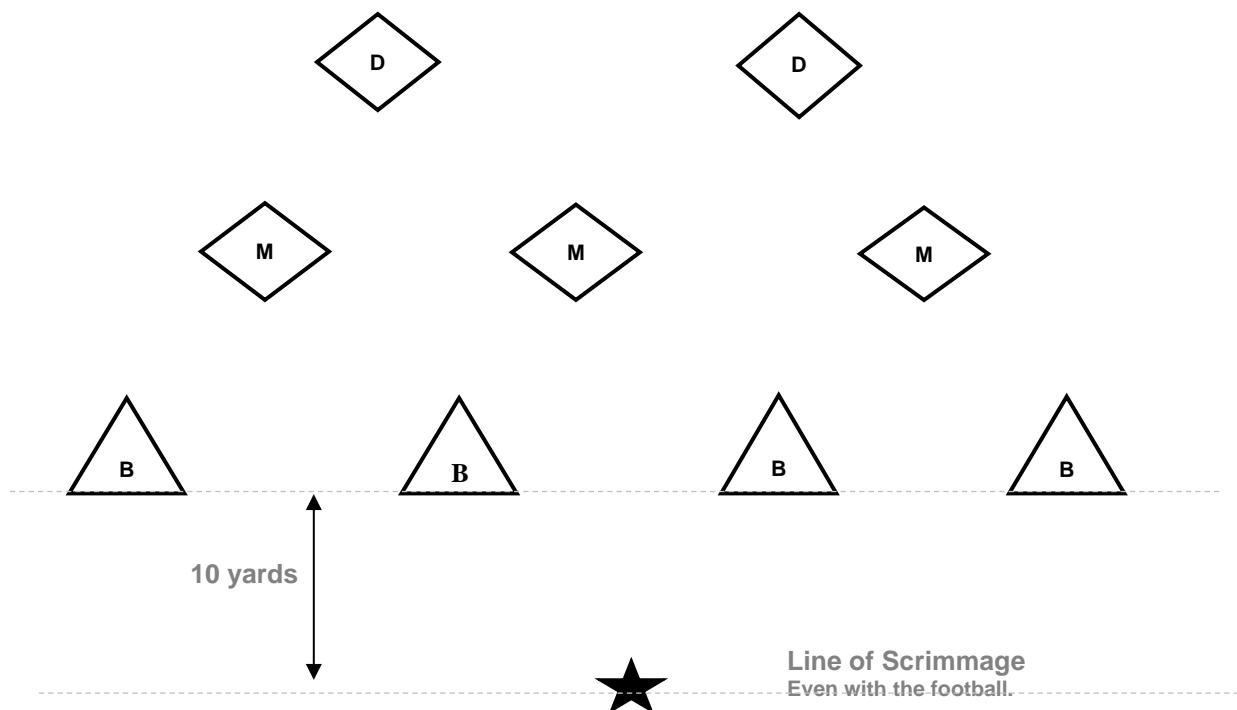 D D
M M M
B B B B
10 yards
Line of Scrimmage
Even with the football.